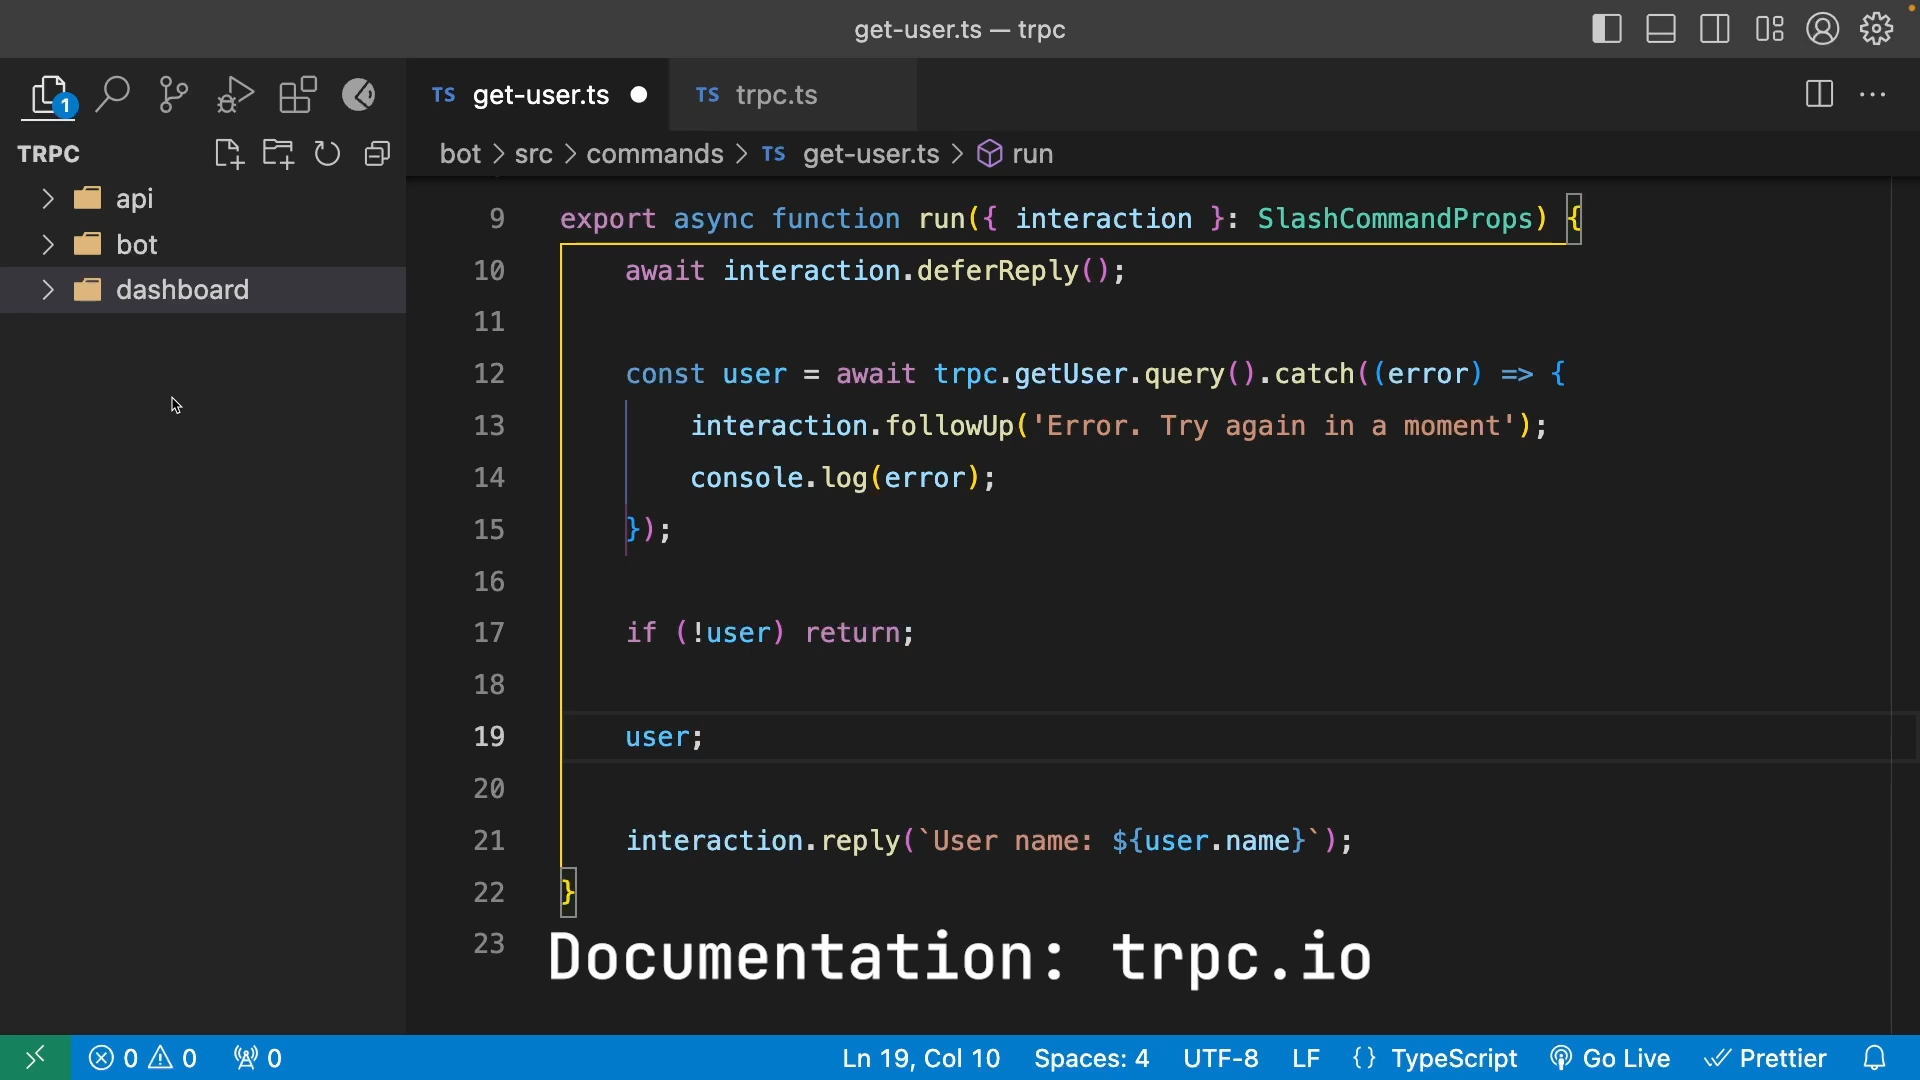 get-user.ts — trpc
1
TS get-user.ts
TS trpc.ts
TRPC
bot > src > commands > TS get-user.ts > run
api
bot
dashboard
9 export async function run({ interaction }: SlashCommandProps) {
10 await interaction.deferReply();
11
12 const user = await trpc.getUser.query().catch((error) => {
13 interaction.followUp('Error. Try again in a moment');
14 console.log(error);
15 });
16
17 if (!user) return;
18
19 user;
20
21 interaction.reply(`User name: ${user.name}`);
22 }
23
Documentation: trpc.io
0 0 0 Ln 19, Col 10 Spaces: 4 UTF-8 LF {} TypeScript Go Live Prettier